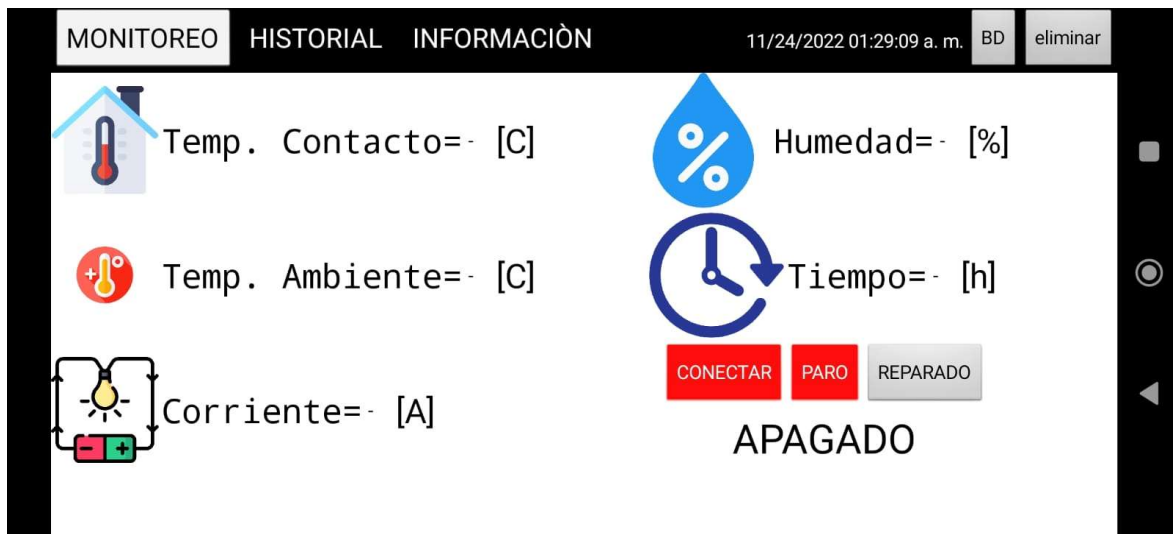 MONITOREO HISTORIAL INFORMACIÒN 11/24/2022 01:29:09 a. m. BD eliminar
Temp. Contacto= - [C]
% Humedad= - [%]
Temp. Ambiente= - [C]
Tiempo= - [h]
CONECTAR PARO REPARADO
Corriente= - [A]
APAGADO